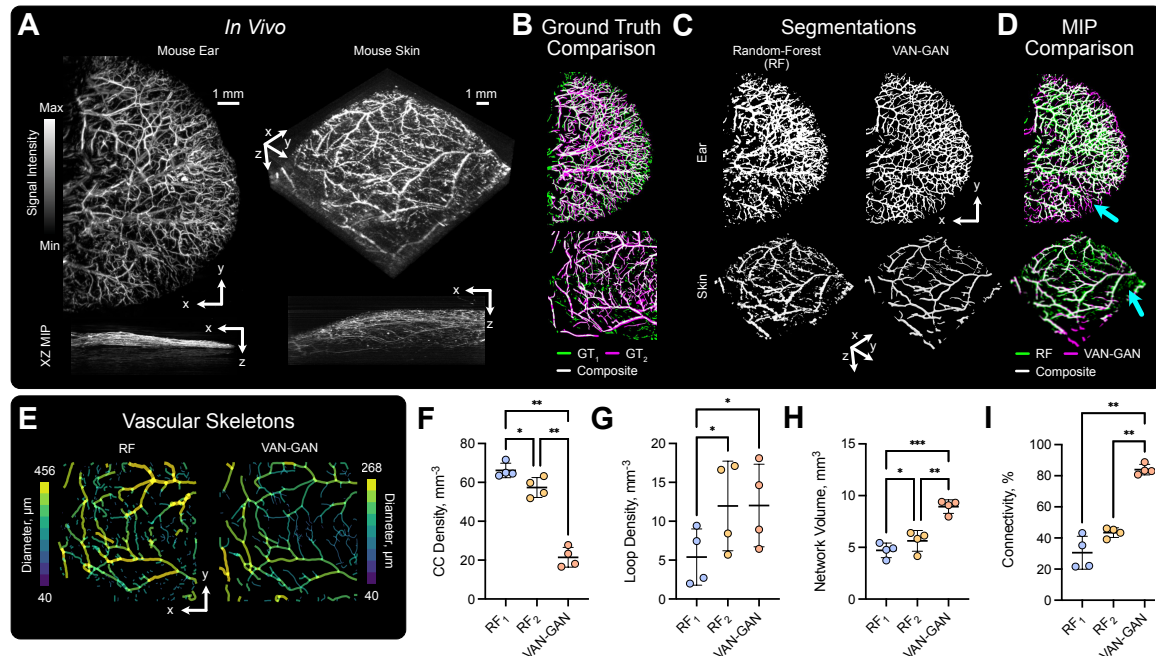 A
In Vivo
Mouse Ear
Mouse Skin
1 mm
1 mm
Max
Signal Intensity
Min
x
y
z
y
x
x
z
z
XZ MIP
B
Ground Truth
Comparison
GT1
GT2
Composite
C
Segmentations
Random-Forest
(RF)
VAN-GAN
Ear
y
x
Skin
x
y
z
D
MIP
Comparison
RF
VAN-GAN
Composite
E
Vascular Skeletons
RF
VAN-GAN
456
Diameter, µm
40
268
Diameter, µm
40
y
x
F
**
*
**
CC Density, mm-3
100
80
60
40
20
0
RF1
RF2
VAN-GAN
G
*
*
Loop Density, mm-3
20
15
10
5
0
RF1
RF2
VAN-GAN
H
***
*
**
Network Volume, mm3
15
10
5
0
RF1
RF2
VAN-GAN
I
**
**
Connectivity, %
100
80
60
40
20
0
RF1
RF2
VAN-GAN